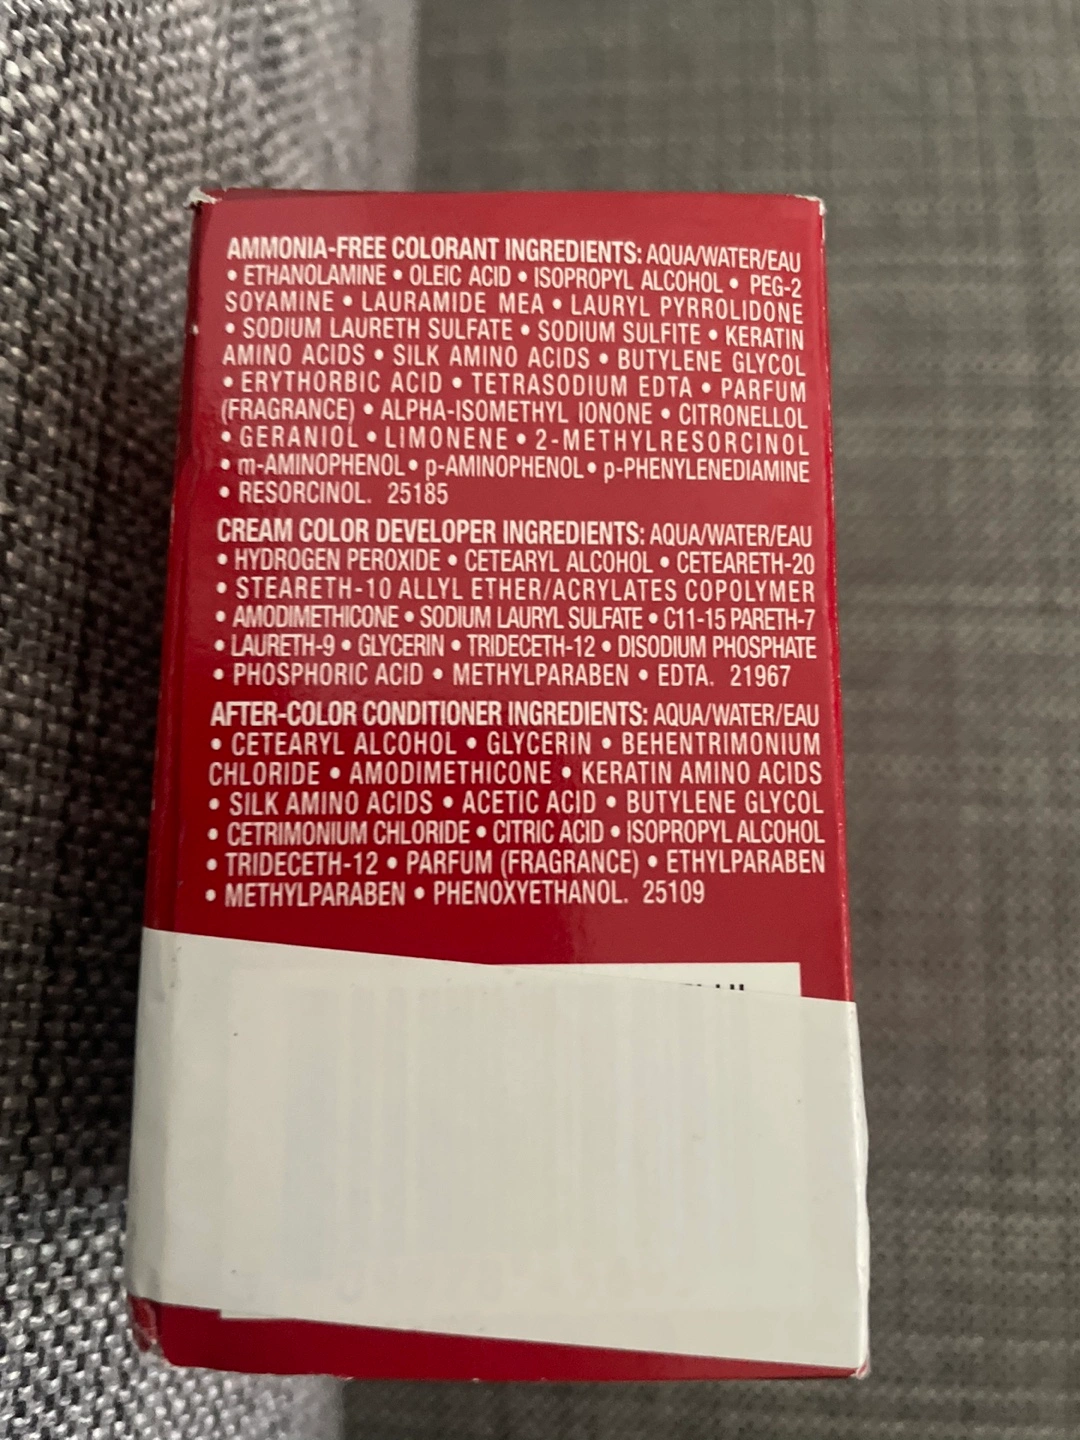 AMMONIA-FREE COLORANT INGREDIENTS: AQUA/WATER/EAU
• ETHANOLAMINE • OLEIC ACID • ISOPROPYL ALCOHOL • PEG-2
SOYAMINE • LAURAMIDE MEA • LAURYL PYRROLIDONE
• SODIUM LAURETH SULFATE • SODIUM SULFITE • KERATIN
AMINO ACIDS • SILK AMINO ACIDS • BUTYLENE GLYCOL
• ERYTHORBIC ACID • TETRASODIUM EDTA • PARFUM
(FRAGRANCE) • ALPHA-ISOMETHYL IONONE • CITRONELLOL
• GERANIOL • LIMONENE • 2-METHYLRESORCINOL
• m-AMINOPHENOL • p-AMINOPHENOL • p-PHENYLENEDIAMINE
• RESORCINOL. 25185
CREAM COLOR DEVELOPER INGREDIENTS: AQUA/WATER/EAU
• HYDROGEN PEROXIDE • CETEARYL ALCOHOL • CETEARETH-20
• STEARETH-10 ALLYL ETHER/ACRYLATES COPOLYMER
• AMODIMETHICONE • SODIUM LAURYL SULFATE • C11-15 PARETH-7
• LAURETH-9 • GLYCERIN • TRIDECETH-12 • DISODIUM PHOSPHATE
• PHOSPHORIC ACID • METHYLPARABEN • EDTA. 21967
AFTER-COLOR CONDITIONER INGREDIENTS: AQUA/WATER/EAU
• CETEARYL ALCOHOL • GLYCERIN • BEHENTRIMONIUM
CHLORIDE • AMODIMETHICONE • KERATIN AMINO ACIDS
• SILK AMINO ACIDS • ACETIC ACID • BUTYLENE GLYCOL
• CETRIMONIUM CHLORIDE • CITRIC ACID • ISOPROPYL ALCOHOL
• TRIDECETH-12 • PARFUM (FRAGRANCE) • ETHYLPARABEN
• METHYLPARABEN • PHENOXYETHANOL. 25109